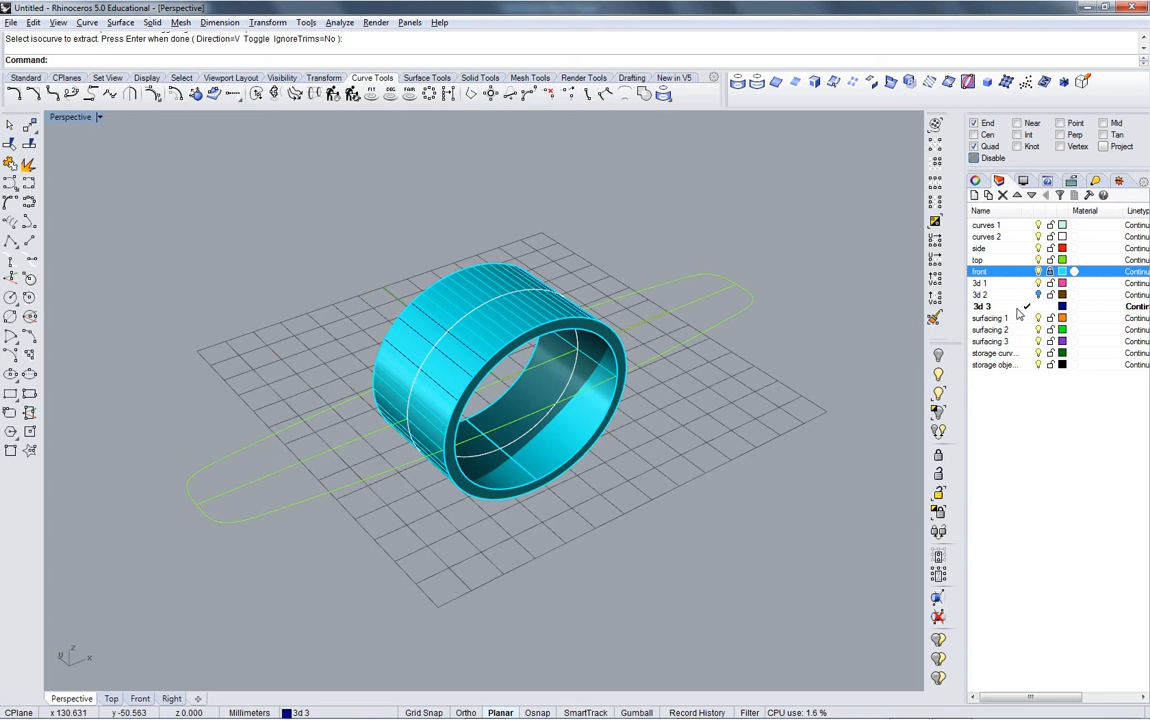 Untitled - Rhinoceros 5.0 Educational - [Perspective]
File Edit View Curve Surface Solid Mesh Dimension Transform Tools Analyze Render Panels Help
Select isocurve to extract. Press Enter when done ( Direction=V Toggle IgnoreTrims=No ):
Command:
Standard CPlanes Set View Display Select Viewport Layout Visibility Transform Curve Tools Surface Tools Solid Tools Mesh Tools Render Tools Drafting New in V5
FIT DEC FAIR
Perspective
End Near Point Mid
Cen Int Perp Tan
Quad Knot Vertex Project
Disable
Name Material Linetyp
curves 1 Continu
curves 2 Continu
side Continu
top Continu
front Continu
3d 1 Continu
3d 2 Continu
3d 3 Contin
surfacing 1 Continu
surfacing 2 Continu
surfacing 3 Continu
storage curv... Continu
storage obje... Continu
z
y x
Perspective Top Front Right
CPlane x 130.631 y -50.563 z 0.000 Millimeters 3d 3 Grid Snap Ortho Planar Osnap SmartTrack Gumball Record History Filter CPU use: 1.6 %